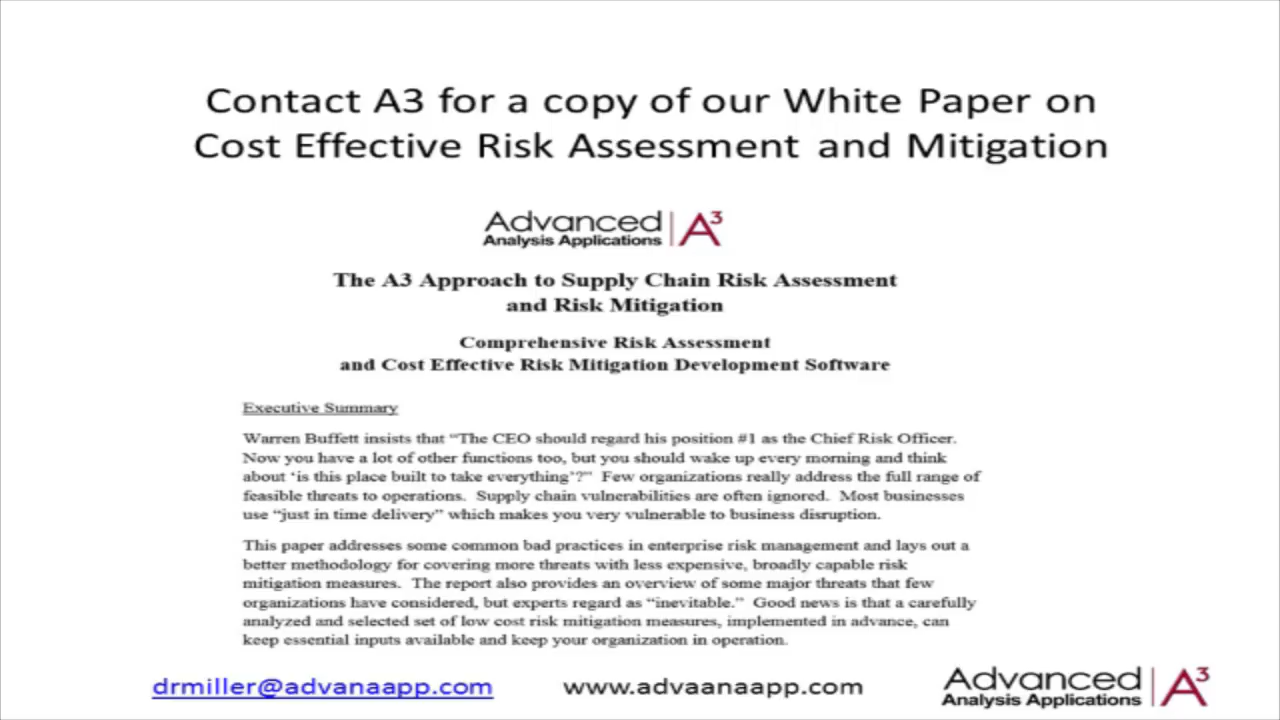 Contact A3 for a copy of our White Paper on
Cost Effective Risk Assessment and Mitigation
Advanced
Analysis Applications
A3
The A3 Approach to Supply Chain Risk Assessment
and Risk Mitigation
Comprehensive Risk Assessment
and Cost Effective Risk Mitigation Development Software
Executive Summary
Warren Buffett insists that “The CEO should regard his position #1 as the Chief Risk Officer.
Now you have a lot of other functions too, but you should wake up every morning and think
about ‘is this place built to take everything’?”  Few organizations really address the full range of
feasible threats to operations.  Supply chain vulnerabilities are often ignored.  Most businesses
use “just in time delivery” which makes you very vulnerable to business disruption.
This paper addresses some common bad practices in enterprise risk management and lays out a
better methodology for covering more threats with less expensive, broadly capable risk
mitigation measures.  The report also provides an overview of some major threats that few
organizations have considered, but experts regard as “inevitable.”  Good news is that a carefully
analyzed and selected set of low cost risk mitigation measures, implemented in advance, can
keep essential inputs available and keep your organization in operation.
drmiller@advanaapp.com
www.advaanaapp.com
Advanced
Analysis Applications
A3